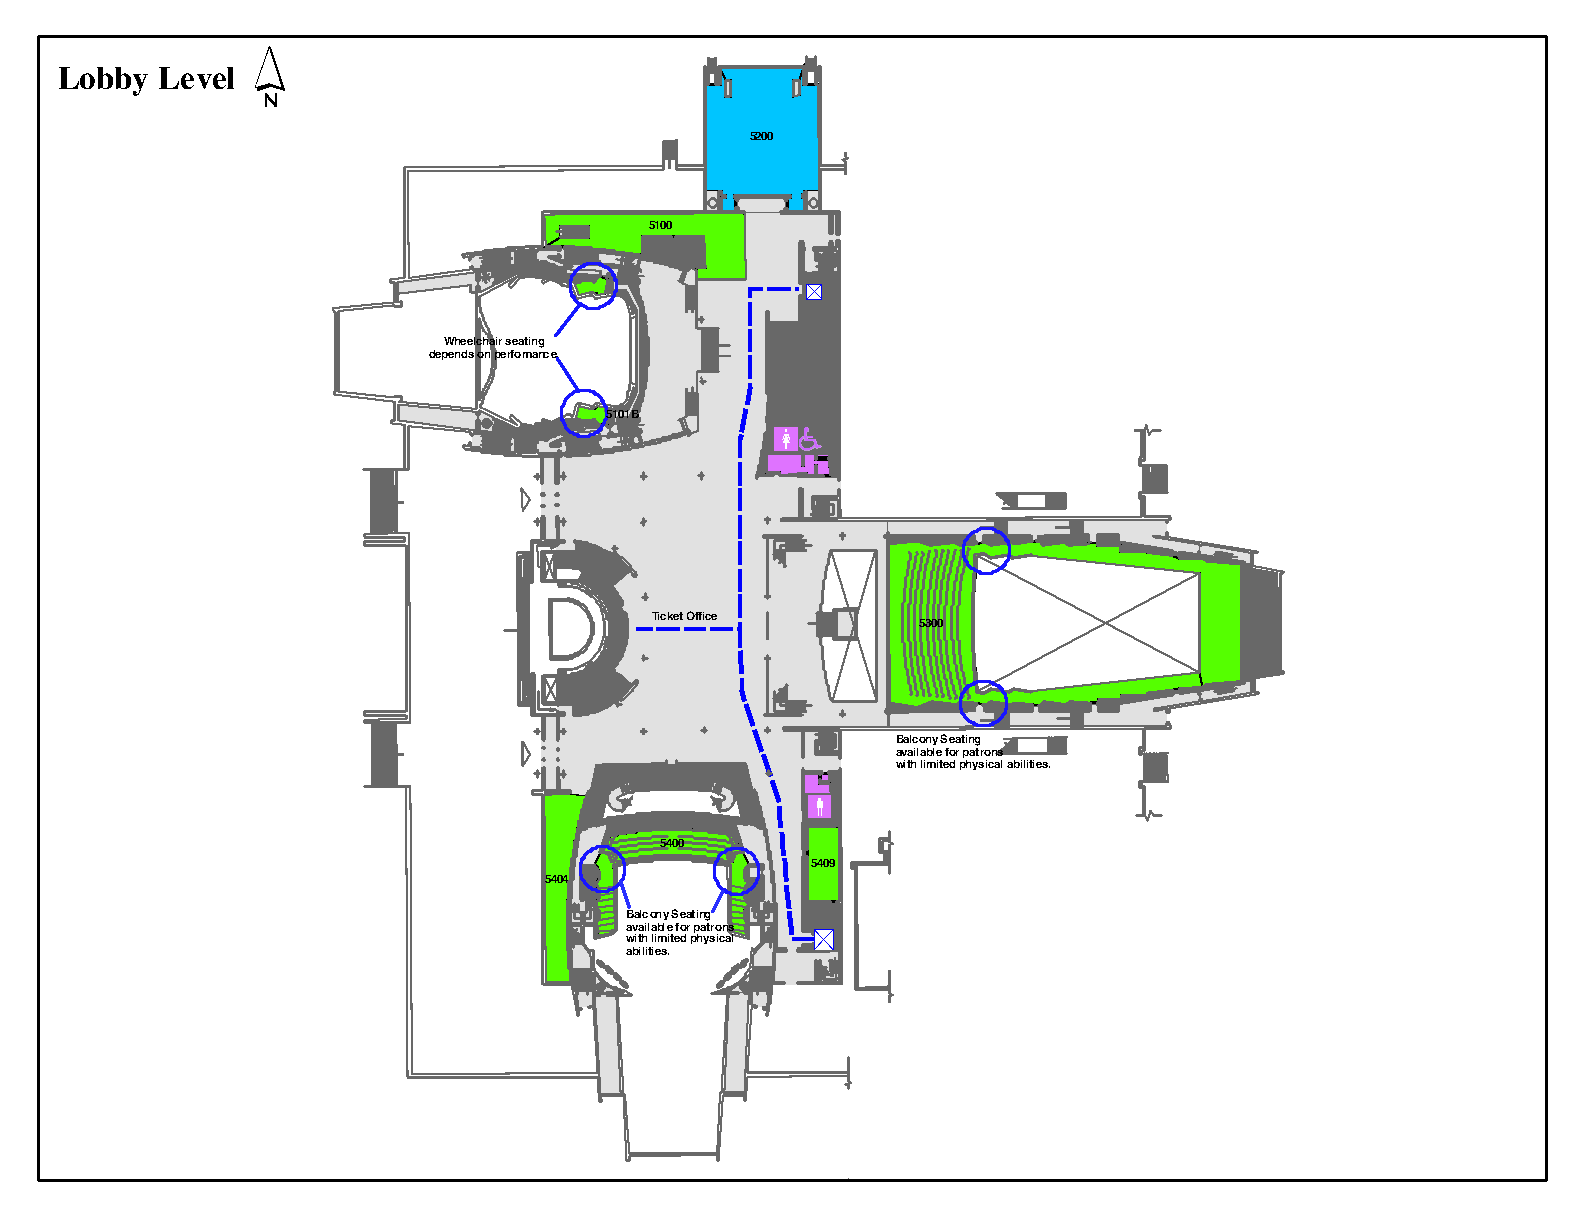 Lobby Level
N
5200
5100
Wheelchair seating
depends on perfomance
5101B
Ticket Office
5300
Balcony Seating
available for patrons
with limited physical abilities.
5400
5404
5409
Balcony Seating
available for patrons
with limited physical
abilities.